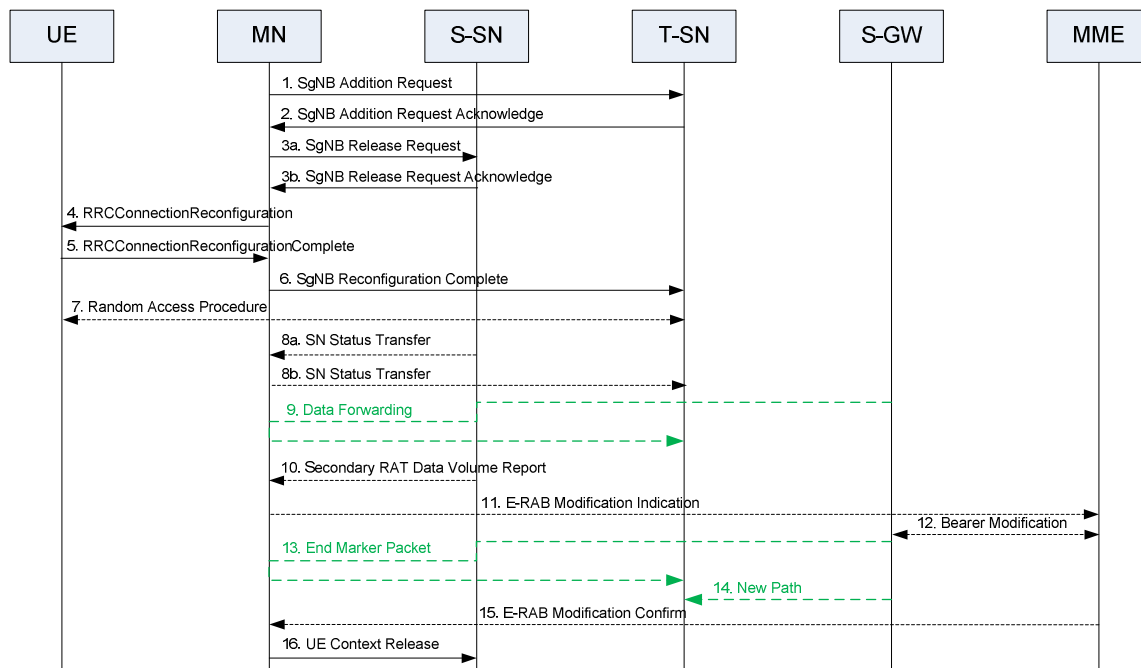 UE MN S-SN T-SN S-GW MME
1. SgNB Addition Request
2. SgNB Addition Request Acknowledge
3a. SgNB Release Request
3b. SgNB Release Request Acknowledge
4. RRCConnectionReconfiguration
5. RRCConnectionReconfigurationComplete
6. SgNB Reconfiguration Complete
7. Random Access Procedure
8a. SN Status Transfer
8b. SN Status Transfer
9. Data Forwarding
10. Secondary RAT Data Volume Report
11. E-RAB Modification Indication
12. Bearer Modification
13. End Marker Packet
14. New Path
15. E-RAB Modification Confirm
16. UE Context Release